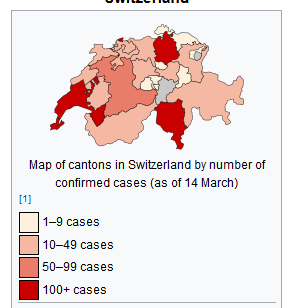 Switzerland
Map of cantons in Switzerland by number of
confirmed cases (as of 14 March)
[1]
1–9 cases
10–49 cases
50–99 cases
100+ cases